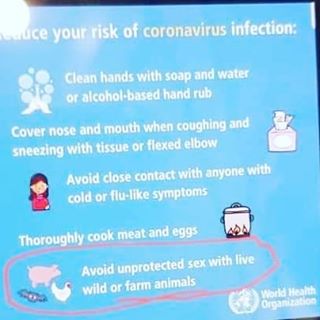 your risk of coronavirus infection:
Clean hands with soap and water
or alcohol-based hand rub
Cover nose and mouth when coughing and
sneezing with tissue or flexed elbow
Avoid close contact with anyone with
cold or flu-like symptoms
Thoroughly cook meat and eggs
Avoid unprotected sex with live
wild or farm animals
World Health
Organization